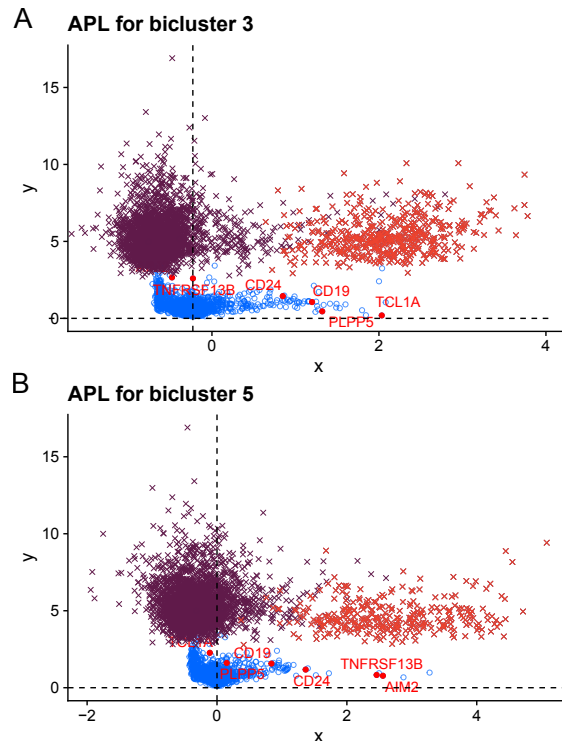 A
APL for bicluster 3
15
10
5
0
y
TNFRSF13B
CD24
CD19
TCL1A
PLPP5
0
2
4
x
B
APL for bicluster 5
15
10
5
0
y
CD19
PLPP5
TNFRSF13B
CD24
AIM2
−2
0
2
4
x